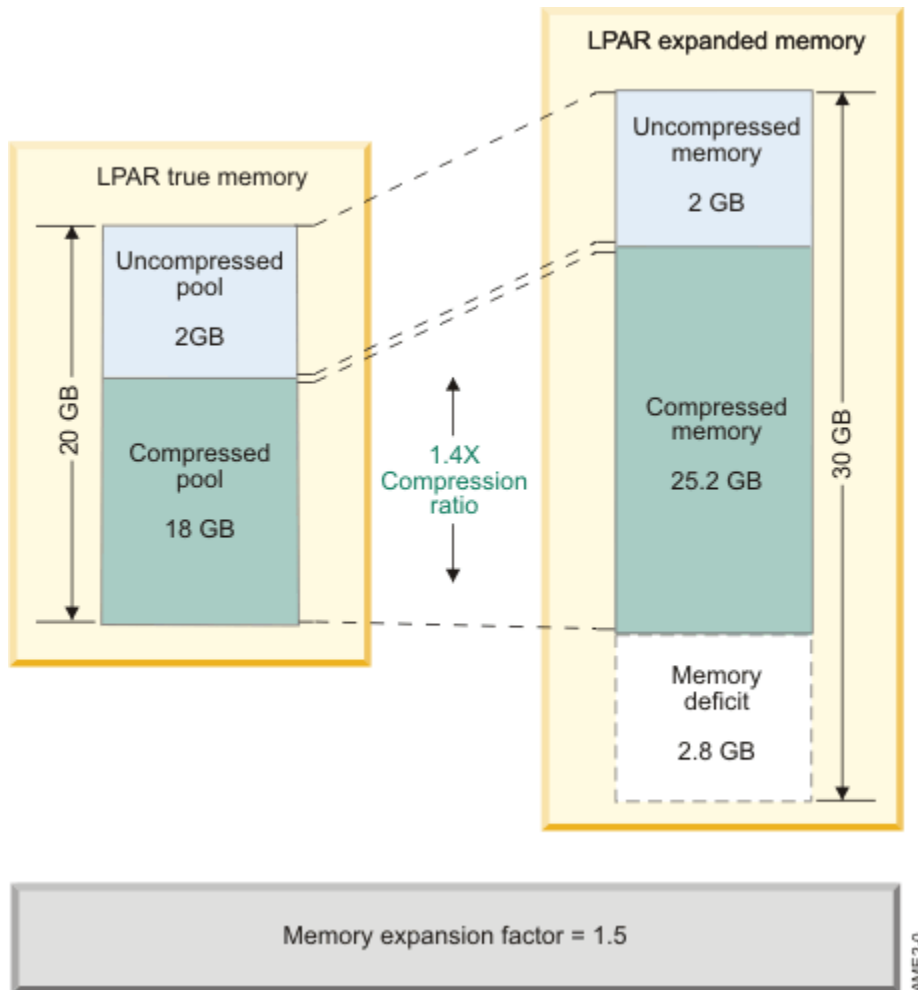 LPAR expanded memory
LPAR true memory
20 GB
Uncompressed
pool
2GB
Compressed
pool
18 GB
1.4X
Compression
ratio
Uncompressed
memory
2 GB
Compressed
memory
25.2 GB
Memory
deficit
2.8 GB
30 GB
Memory expansion factor = 1.5